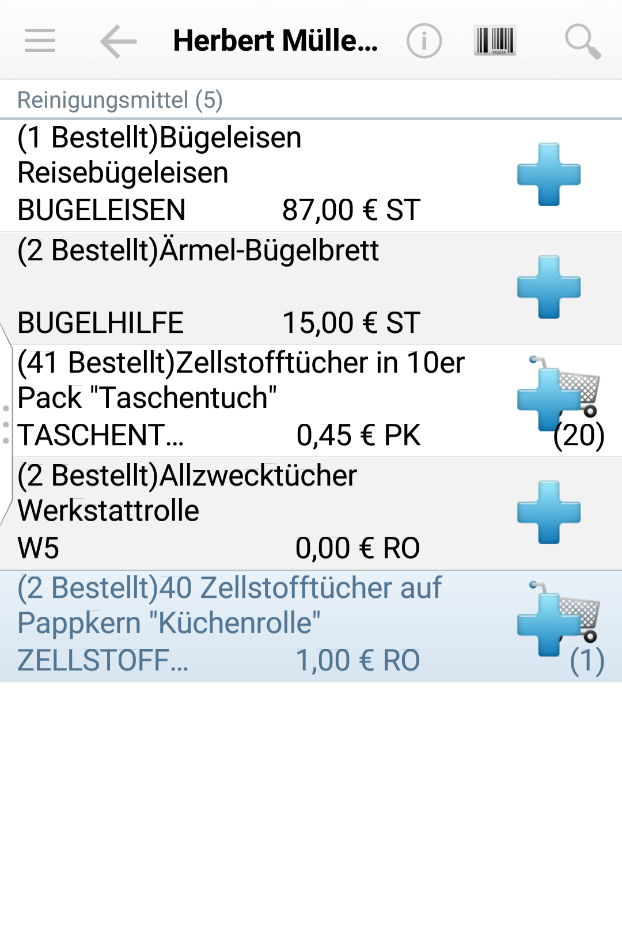 Herbert Mülle...
Reinigungsmittel (5)
(1 Bestellt)Bügeleisen
Reisebügeleisen
BUGELEISEN 87,00 € ST
(2 Bestellt)Ärmel-Bügelbrett
BUGELHILFE 15,00 € ST
(41 Bestellt)Zellstofftücher in 10er
Pack "Taschentuch"
TASCHENT... 0,45 € PK (20)
(2 Bestellt)Allzwecktücher
Werkstattrolle
W5 0,00 € RO
(2 Bestellt)40 Zellstofftücher auf
Pappkern "Küchenrolle"
ZELLSTOFF... 1,00 € RO (1)